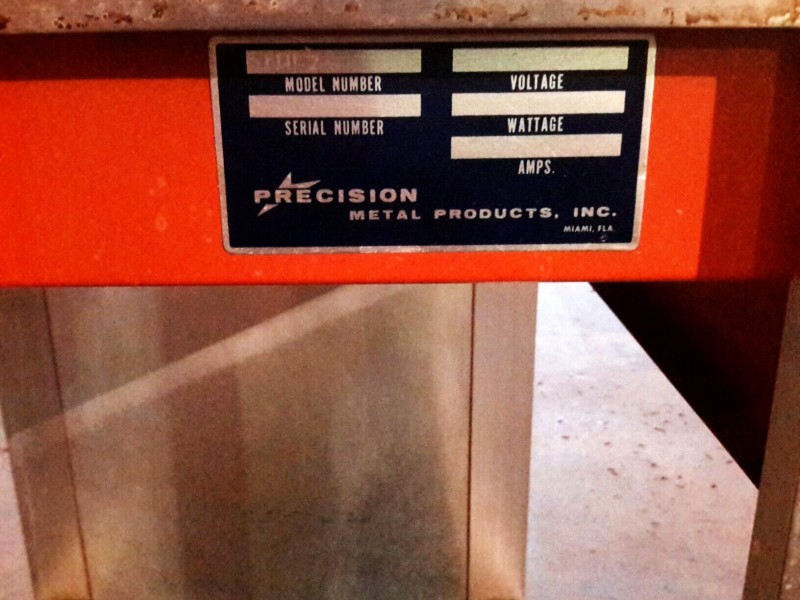 MODEL NUMBER
VOLTAGE
SERIAL NUMBER
WATTAGE
AMPS.
PRECISION
METAL PRODUCTS, INC.
MIAMI, FLA.